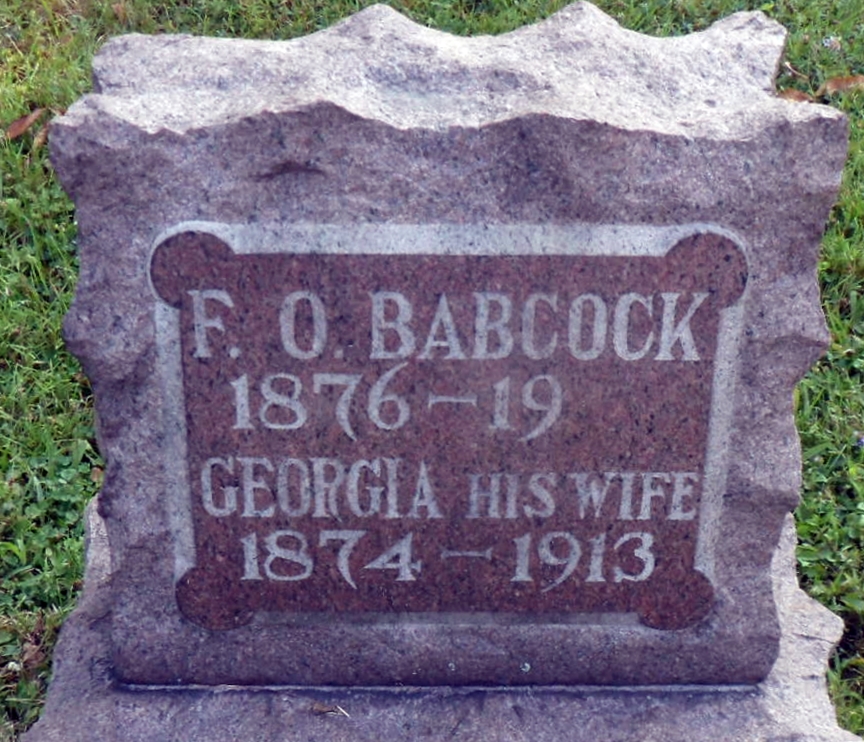 F. O. BABCOCK
1876 - 19
GEORGIA HIS WIFE
1874 - 1913